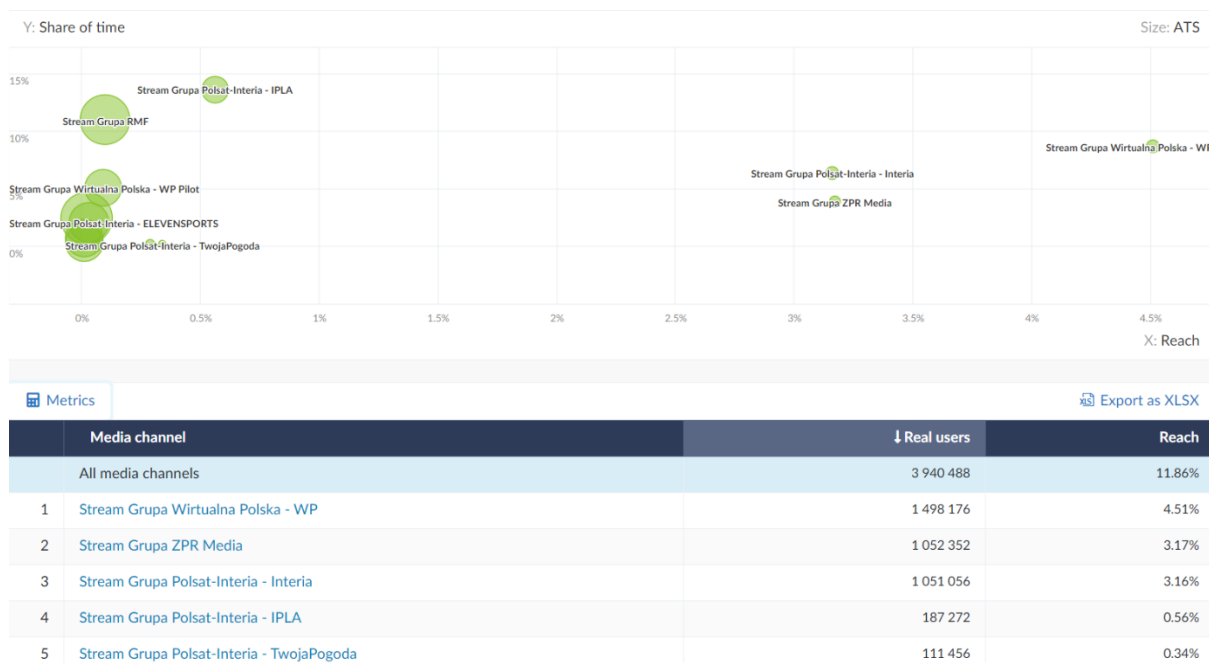 Y: Share of time
Size: ATS
15%
Stream Grupa Polsat-Interia - IPLA
Stream Grupa RMF
10%
Stream Grupa Wirtualna Polska - WP
Stream Grupa Polsat-Interia - Interia
Stream Grupa Wirtualna Polska - WP Pilot
5%
Stream Grupa ZPR Media
Stream Grupa Polsat-Interia - ELEVENSPORTS
Stream Grupa Polsat-Interia - TwojaPogoda
0%
0% 0.5% 1% 1.5% 2% 2.5% 3% 3.5% 4% 4.5%
X: Reach
Metrics
XLS Export as XLSX
Media channel ↓ Real users Reach
All media channels 3 940 488 11.86%
1 Stream Grupa Wirtualna Polska - WP 1 498 176 4.51%
2 Stream Grupa ZPR Media 1 052 352 3.17%
3 Stream Grupa Polsat-Interia - Interia 1 051 056 3.16%
4 Stream Grupa Polsat-Interia - IPLA 187 272 0.56%
5 Stream Grupa Polsat-Interia - TwojaPogoda 111 456 0.34%